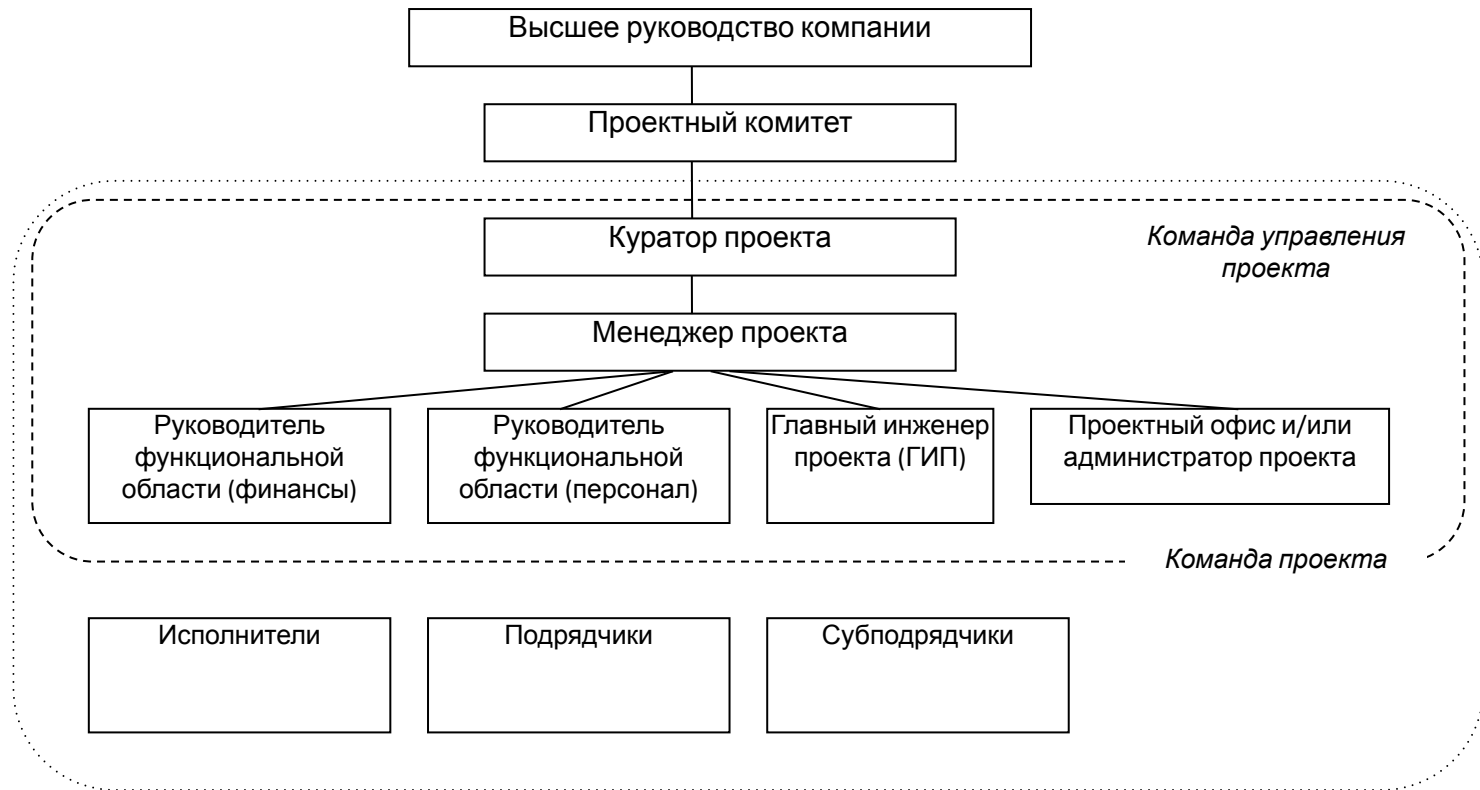 Высшее руководство компании
Проектный комитет
Куратор проекта
Команда управления
проекта
Менеджер проекта
Руководитель
функциональной
области (финансы)
Руководитель
функциональной
области (персонал)
Главный инженер
проекта (ГИП)
Проектный офис и/или
администратор проекта
Команда проекта
Исполнители
Подрядчики
Субподрядчики